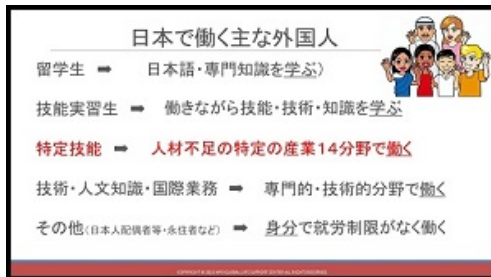 日本で働く主な外国人
留学生 ➡ 日本語・専門知識を学ぶ）
技能実習生 ➡ 働きながら技能・技術・知識を学ぶ
特定技能 ➡ 人材不足の特定の産業14分野で働く
技術・人文知識・国際業務 ➡ 専門的・技術的分野で働く
その他（日本人配偶者等・永住者など） ➡ 身分で就労制限がなく働く